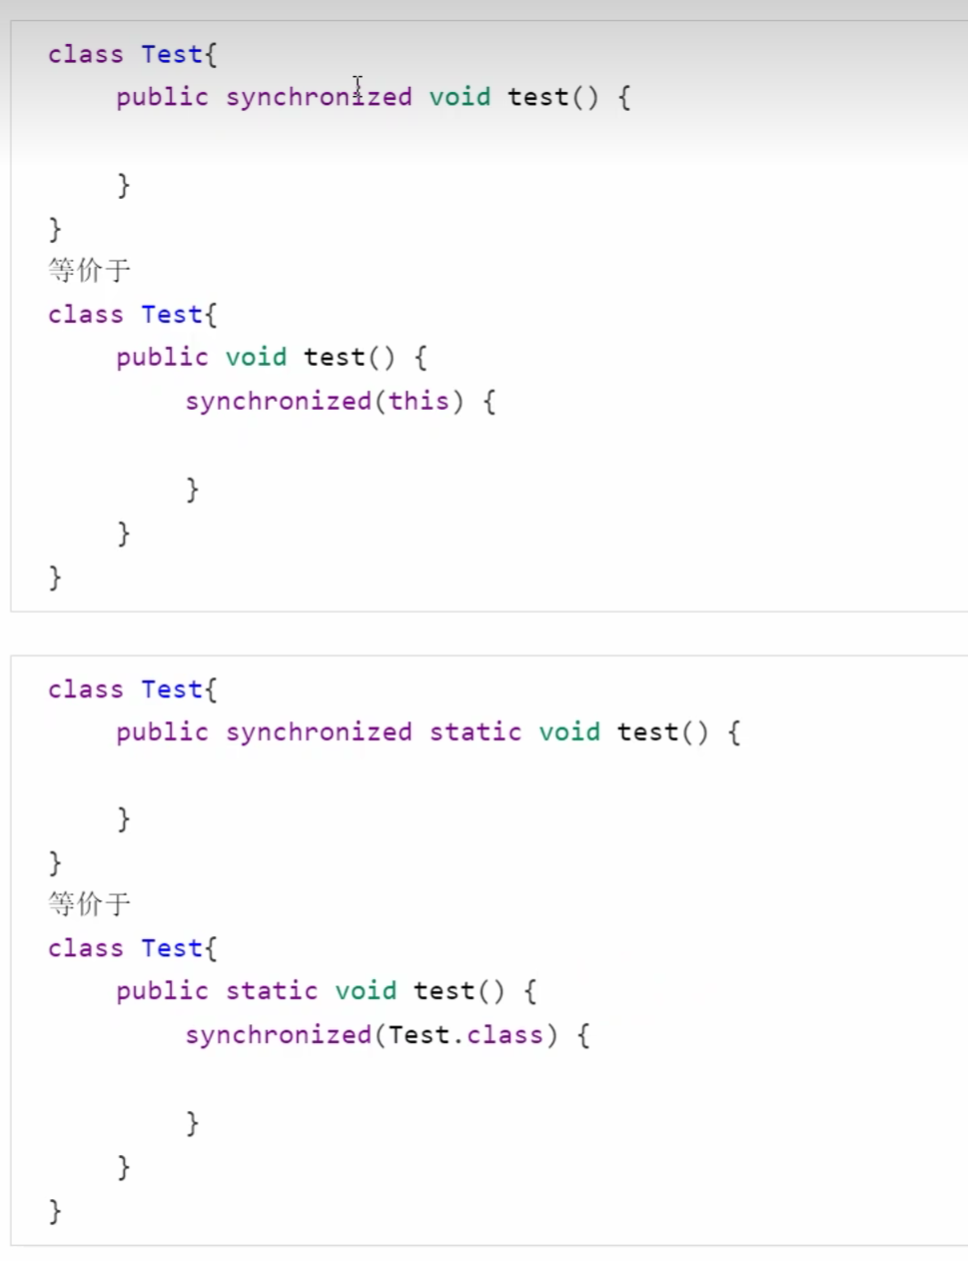 class Test{
public synchronized void test() {
}
}
等价于
class Test{
public void test() {
synchronized(this) {
}
}
}
class Test{
public synchronized static void test() {
}
}
等价于
class Test{
public static void test() {
synchronized(Test.class) {
}
}
}